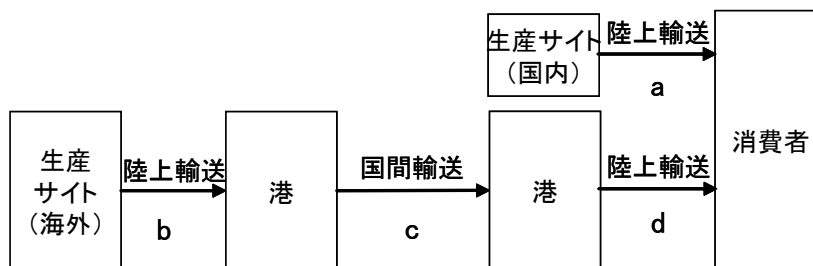 生産サイト
（国内）
陸上輸送
a
消費者
生産
サイト
（海外）
陸上輸送
b
港
国間輸送
c
港
陸上輸送
d